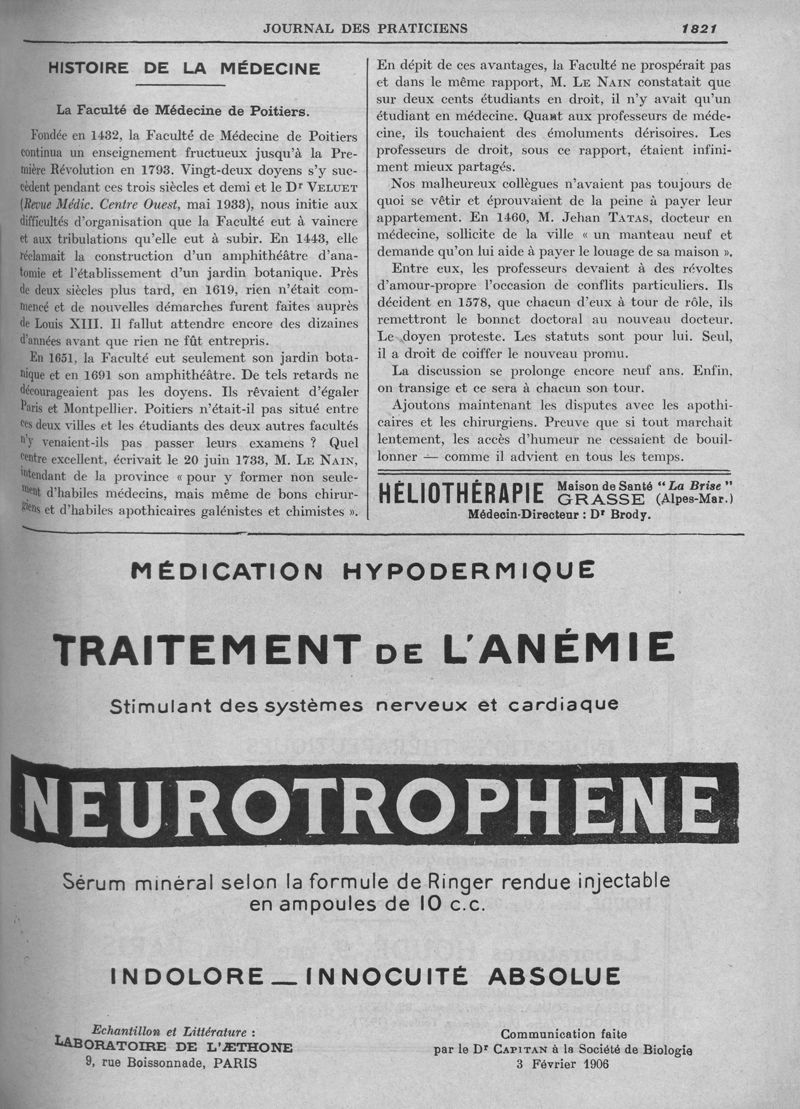 JOURNAL DES PRATICIENS 1821
HISTOIRE DE LA MÉDECINE
La Faculté de Médecine de Poitiers.
Fondée en 1432, la Faculté de Médecine de Poitiers
continua un enseignement fructueux jusqu'à la Pre-
mière Révolution en 1793. Vingt-deux doyens s'y suc-
cèdent pendant ces trois siècles et demi et le Dr VELUET
(Revue Médic. Centre Ouest, mai 1933), nous initie aux
difficultés d'organisation que la Faculté eut à vaincre
et aux tribulations qu'elle eut à subir. En 1443, elle
réclamait la construction d'un amphithéâtre d'ana-
tomie et l'établissement d'un jardin botanique. Près
de deux siècles plus tard, en 1619, rien n'était com-
mencé et de nouvelles démarches furent faites auprès
de Louis XIII. Il fallut attendre encore des dizaines
d'années avant que rien ne fût entrepris.
En 1651, la Faculté eut seulement son jardin bota-
nique et en 1691 son amphithéâtre. De tels retards ne
décourageaient pas les doyens. Ils rêvaient d'égaler
Paris et Montpellier. Poitiers n'était-il pas situé entre
ces deux villes et les étudiants des deux autres facultés
n'y venaient-ils pas passer leurs examens ? Quel
centre excellent, écrivait le 20 juin 1733, M. LE NAIN,
intendant de la province « pour y former non seule-
ment d'habiles médecins, mais même de bons chirur-
giens et d'habiles apothicaires galénistes et chimistes ».
En dépit de ces avantages, la Faculté ne prospérait pas
et dans le même rapport, M. LE NAIN constatait que
sur deux cents étudiants en droit, il n'y avait qu'un
étudiant en médecine. Quant aux professeurs de méde-
cine, ils touchaient des émoluments dérisoires. Les
professeurs de droit, sous ce rapport, étaient infini-
ment mieux partagés.
Nos malheureux collègues n'avaient pas toujours de
quoi se vêtir et éprouvaient de la peine à payer leur
appartement. En 1460, M. Jehan TATAS, docteur en
médecine, sollicite de la ville « un manteau neuf et
demande qu'on lui aide à payer le louage de sa maison ».
Entre eux, les professeurs devaient à des révoltes
d'amour-propre l'occasion de conflits particuliers. Ils
décident en 1578, que chacun d'eux à tour de rôle, ils
remettront le bonnet doctoral au nouveau docteur.
Le doyen proteste. Les statuts sont pour lui. Seul,
il a droit de coiffer le nouveau promu.
La discussion se prolonge encore neuf ans. Enfin,
on transige et ce sera à chacun son tour.
Ajoutons maintenant les disputes avec les apothi-
caires et les chirurgiens. Preuve que si tout marchait
lentement, les accès d'humeur ne cessaient de bouil-
lonner — comme il advient en tous les temps.
HÉLIOTHÉRAPIE Maison de Santé "La Brise"
GRASSE (Alpes-Mar.)
Médecin-Directeur : Dr Brody.
MÉDICATION HYPODERMIQUE
TRAITEMENT DE L'ANÉMIE
Stimulant des systèmes nerveux et cardiaque
NEUROTROPHENE
Sérum minéral selon la formule de Ringer rendue injectable
en ampoules de 10 c.c.
INDOLORE — INNOCUITÉ ABSOLUE
Echantillon et Littérature :
LABORATOIRE DE L'ÆTHONE
9, rue Boissonnade, PARIS
Communication faite
par le Dr CAPITAN à la Société de Biologie
3 Février 1906